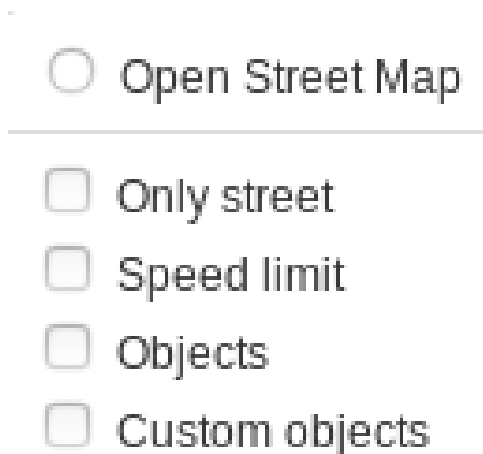 Open Street Map
Only street
Speed limit
Objects
Custom objects